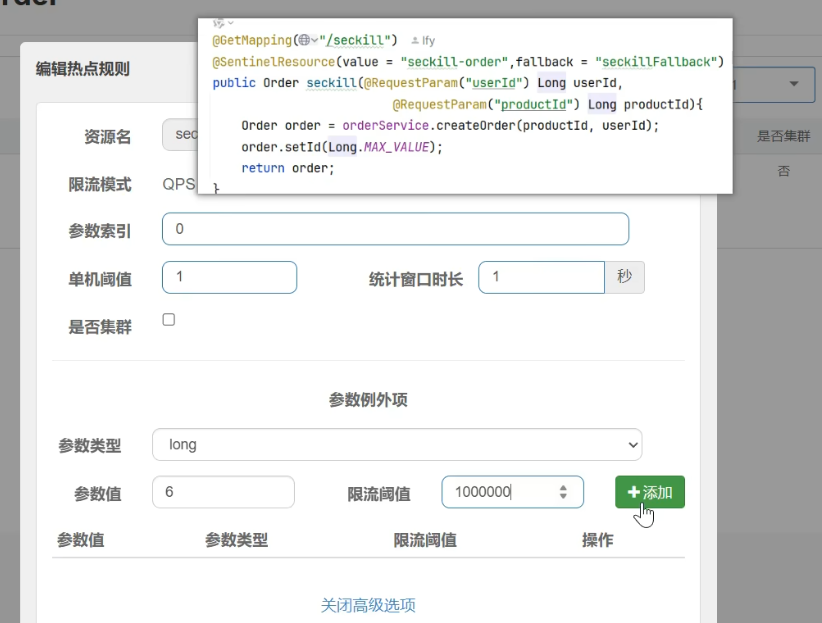 @GetMapping("/seckill") lfy
@SentinelResource(value = "seckill-order",fallback = "seckillFallback")
public Order seckill(@RequestParam("userId") Long userId,
@RequestParam("productId") Long productId){
Order order = orderService.createOrder(productId, userId);
order.setId(Long.MAX_VALUE);
return order;
}
编辑热点规则
资源名 sec
是否集群
限流模式 QPS
否
参数索引 0
单机阈值 1 统计窗口时长 1 秒
是否集群
参数例外项
参数类型 long
参数值 6 限流阈值 1000000 +添加
参数值 参数类型 限流阈值 操作
关闭高级选项